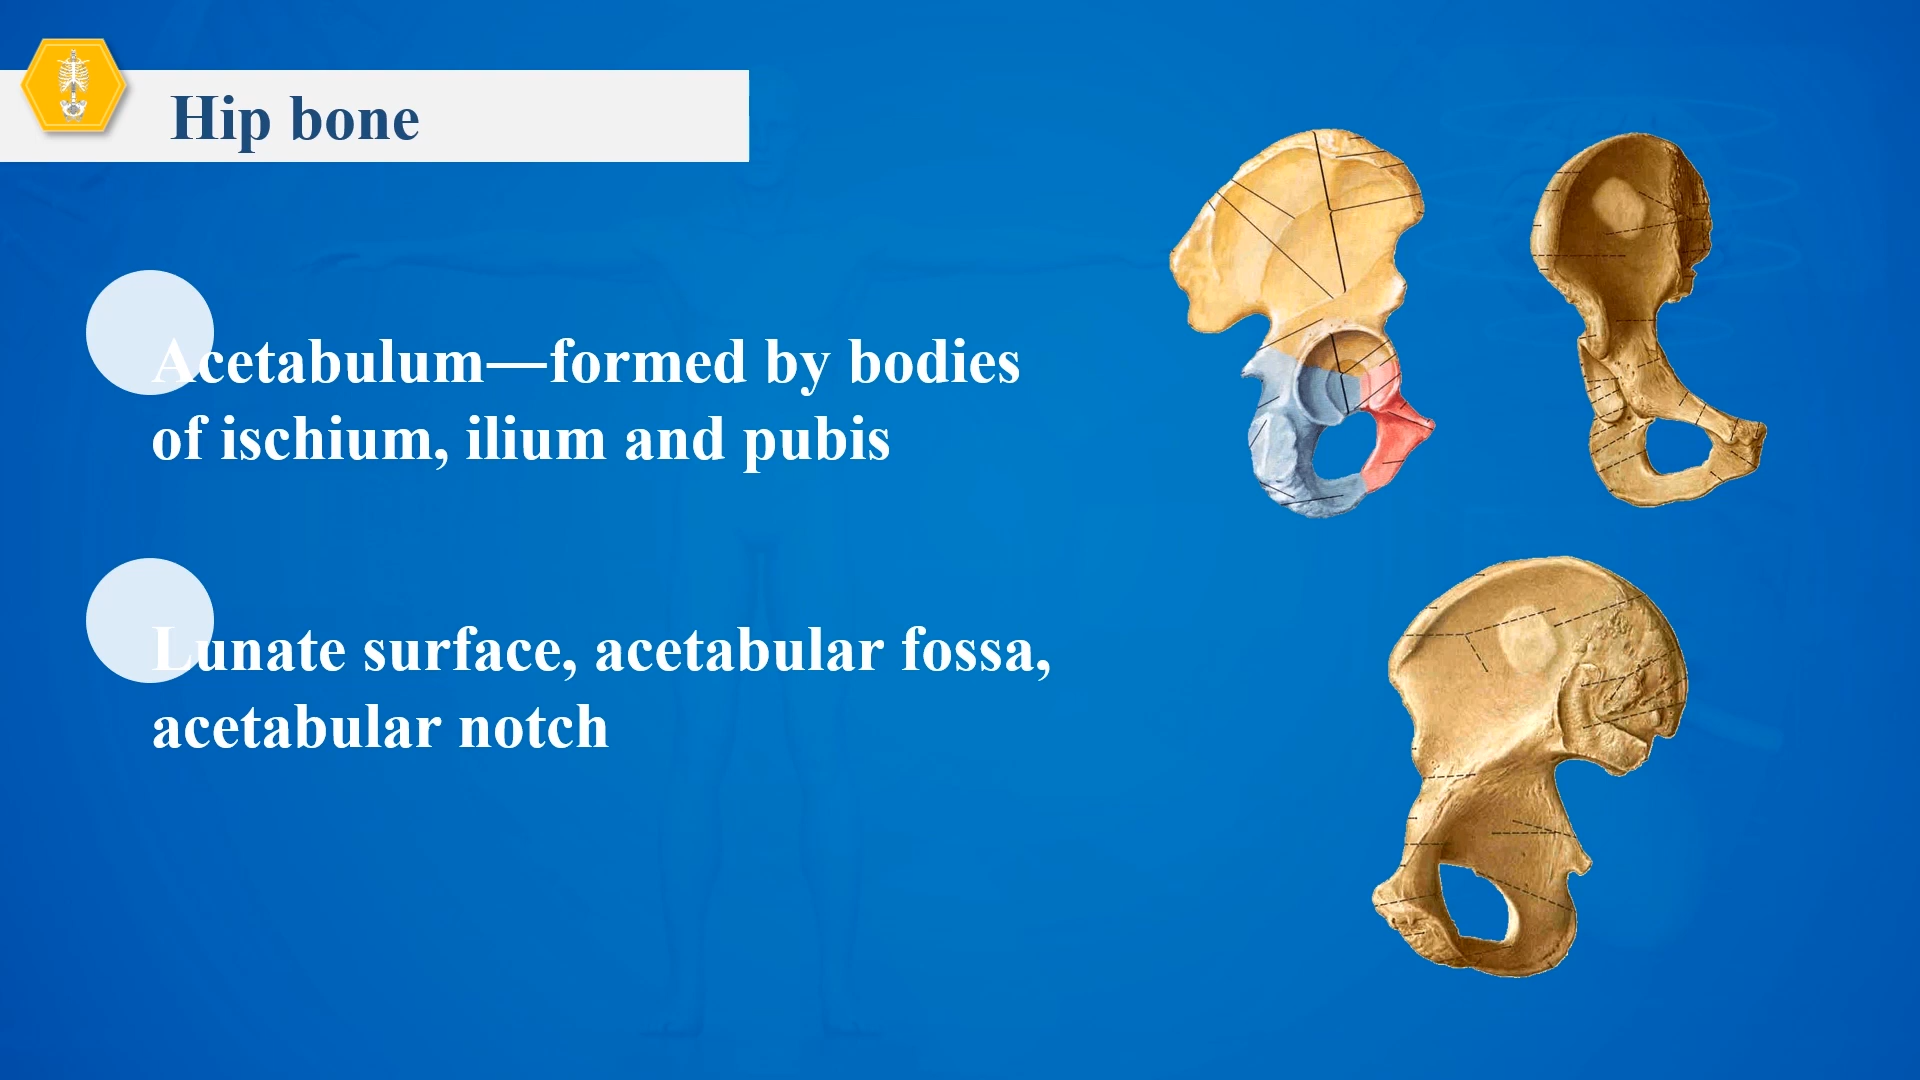 Hip bone
Acetabulum—formed by bodies
of ischium, ilium and pubis
Lunate surface, acetabular fossa,
acetabular notch